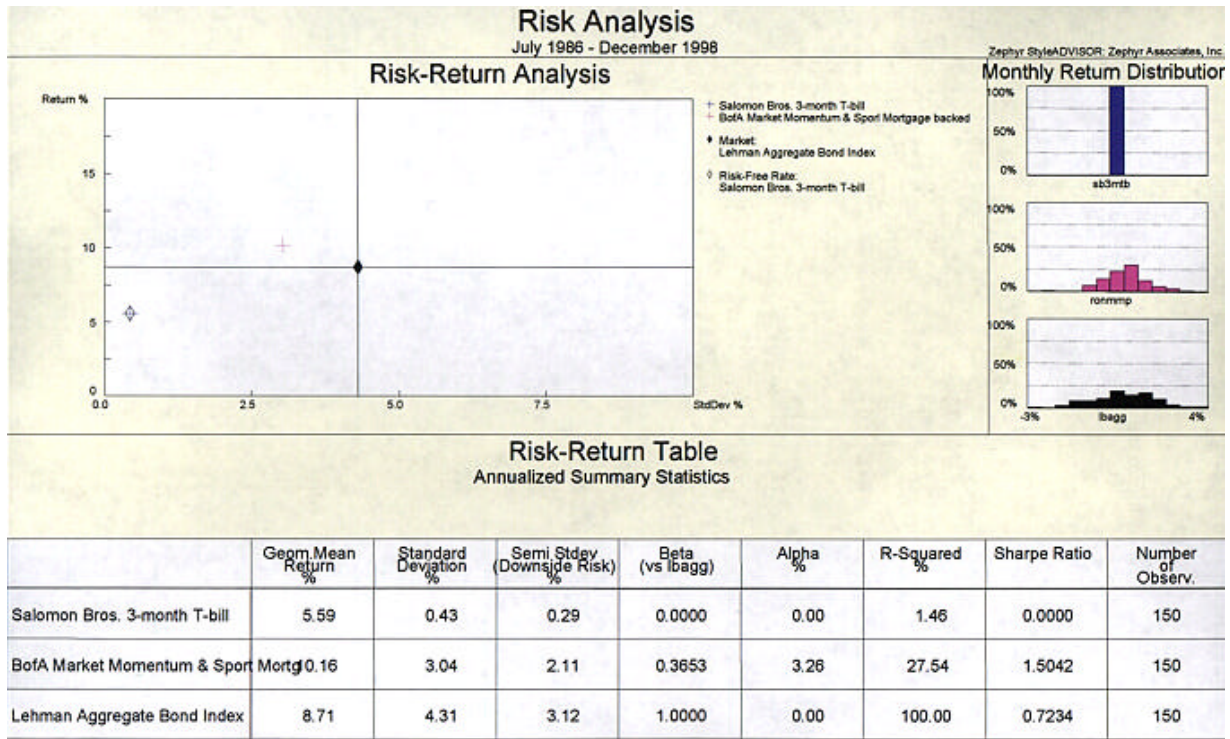 Risk Analysis
July 1986 - December 1998
Zephyr StyleADVISOR: Zephyr Associates, Inc.
Risk-Return Analysis
Return %
15
10
5
0
0.0 2.5 5.0 7.5 StdDev %
Salomon Bros. 3-month T-bill
BofA Market Momentum & Sporl Mortgage backed
Market:
Lehman Aggregate Bond Index
Risk-Free Rate:
Salomon Bros. 3-month T-bill
Monthly Return Distribution
100%
50%
0%
sb3mtb
100%
50%
0%
ronmmp
100%
50%
0%
-3% lbagg 4%
Risk-Return Table
Annualized Summary Statistics
Geom.Mean Return % Standard Deviation % Semi Stdev (Downside Risk) % Beta (vs lbagg) Alpha % R-Squared % Sharpe Ratio Number of Observ.
Salomon Bros. 3-month T-bill 5.59 0.43 0.29 0.0000 0.00 1.46 0.0000 150
BofA Market Momentum & Sport Mortg 10.16 3.04 2.11 0.3653 3.26 27.54 1.5042 150
Lehman Aggregate Bond Index 8.71 4.31 3.12 1.0000 0.00 100.00 0.7234 150